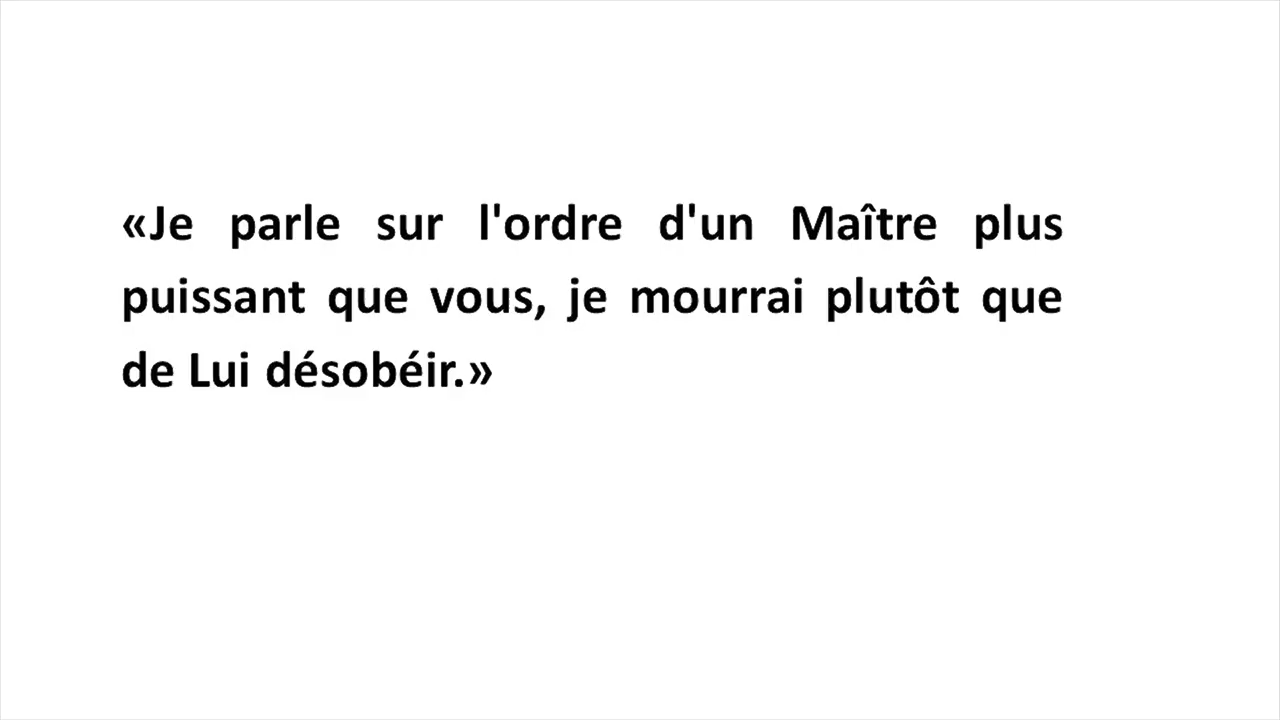 «Je parle sur l'ordre d'un Maître plus
puissant que vous, je mourrai plutôt que
de Lui désobéir.»